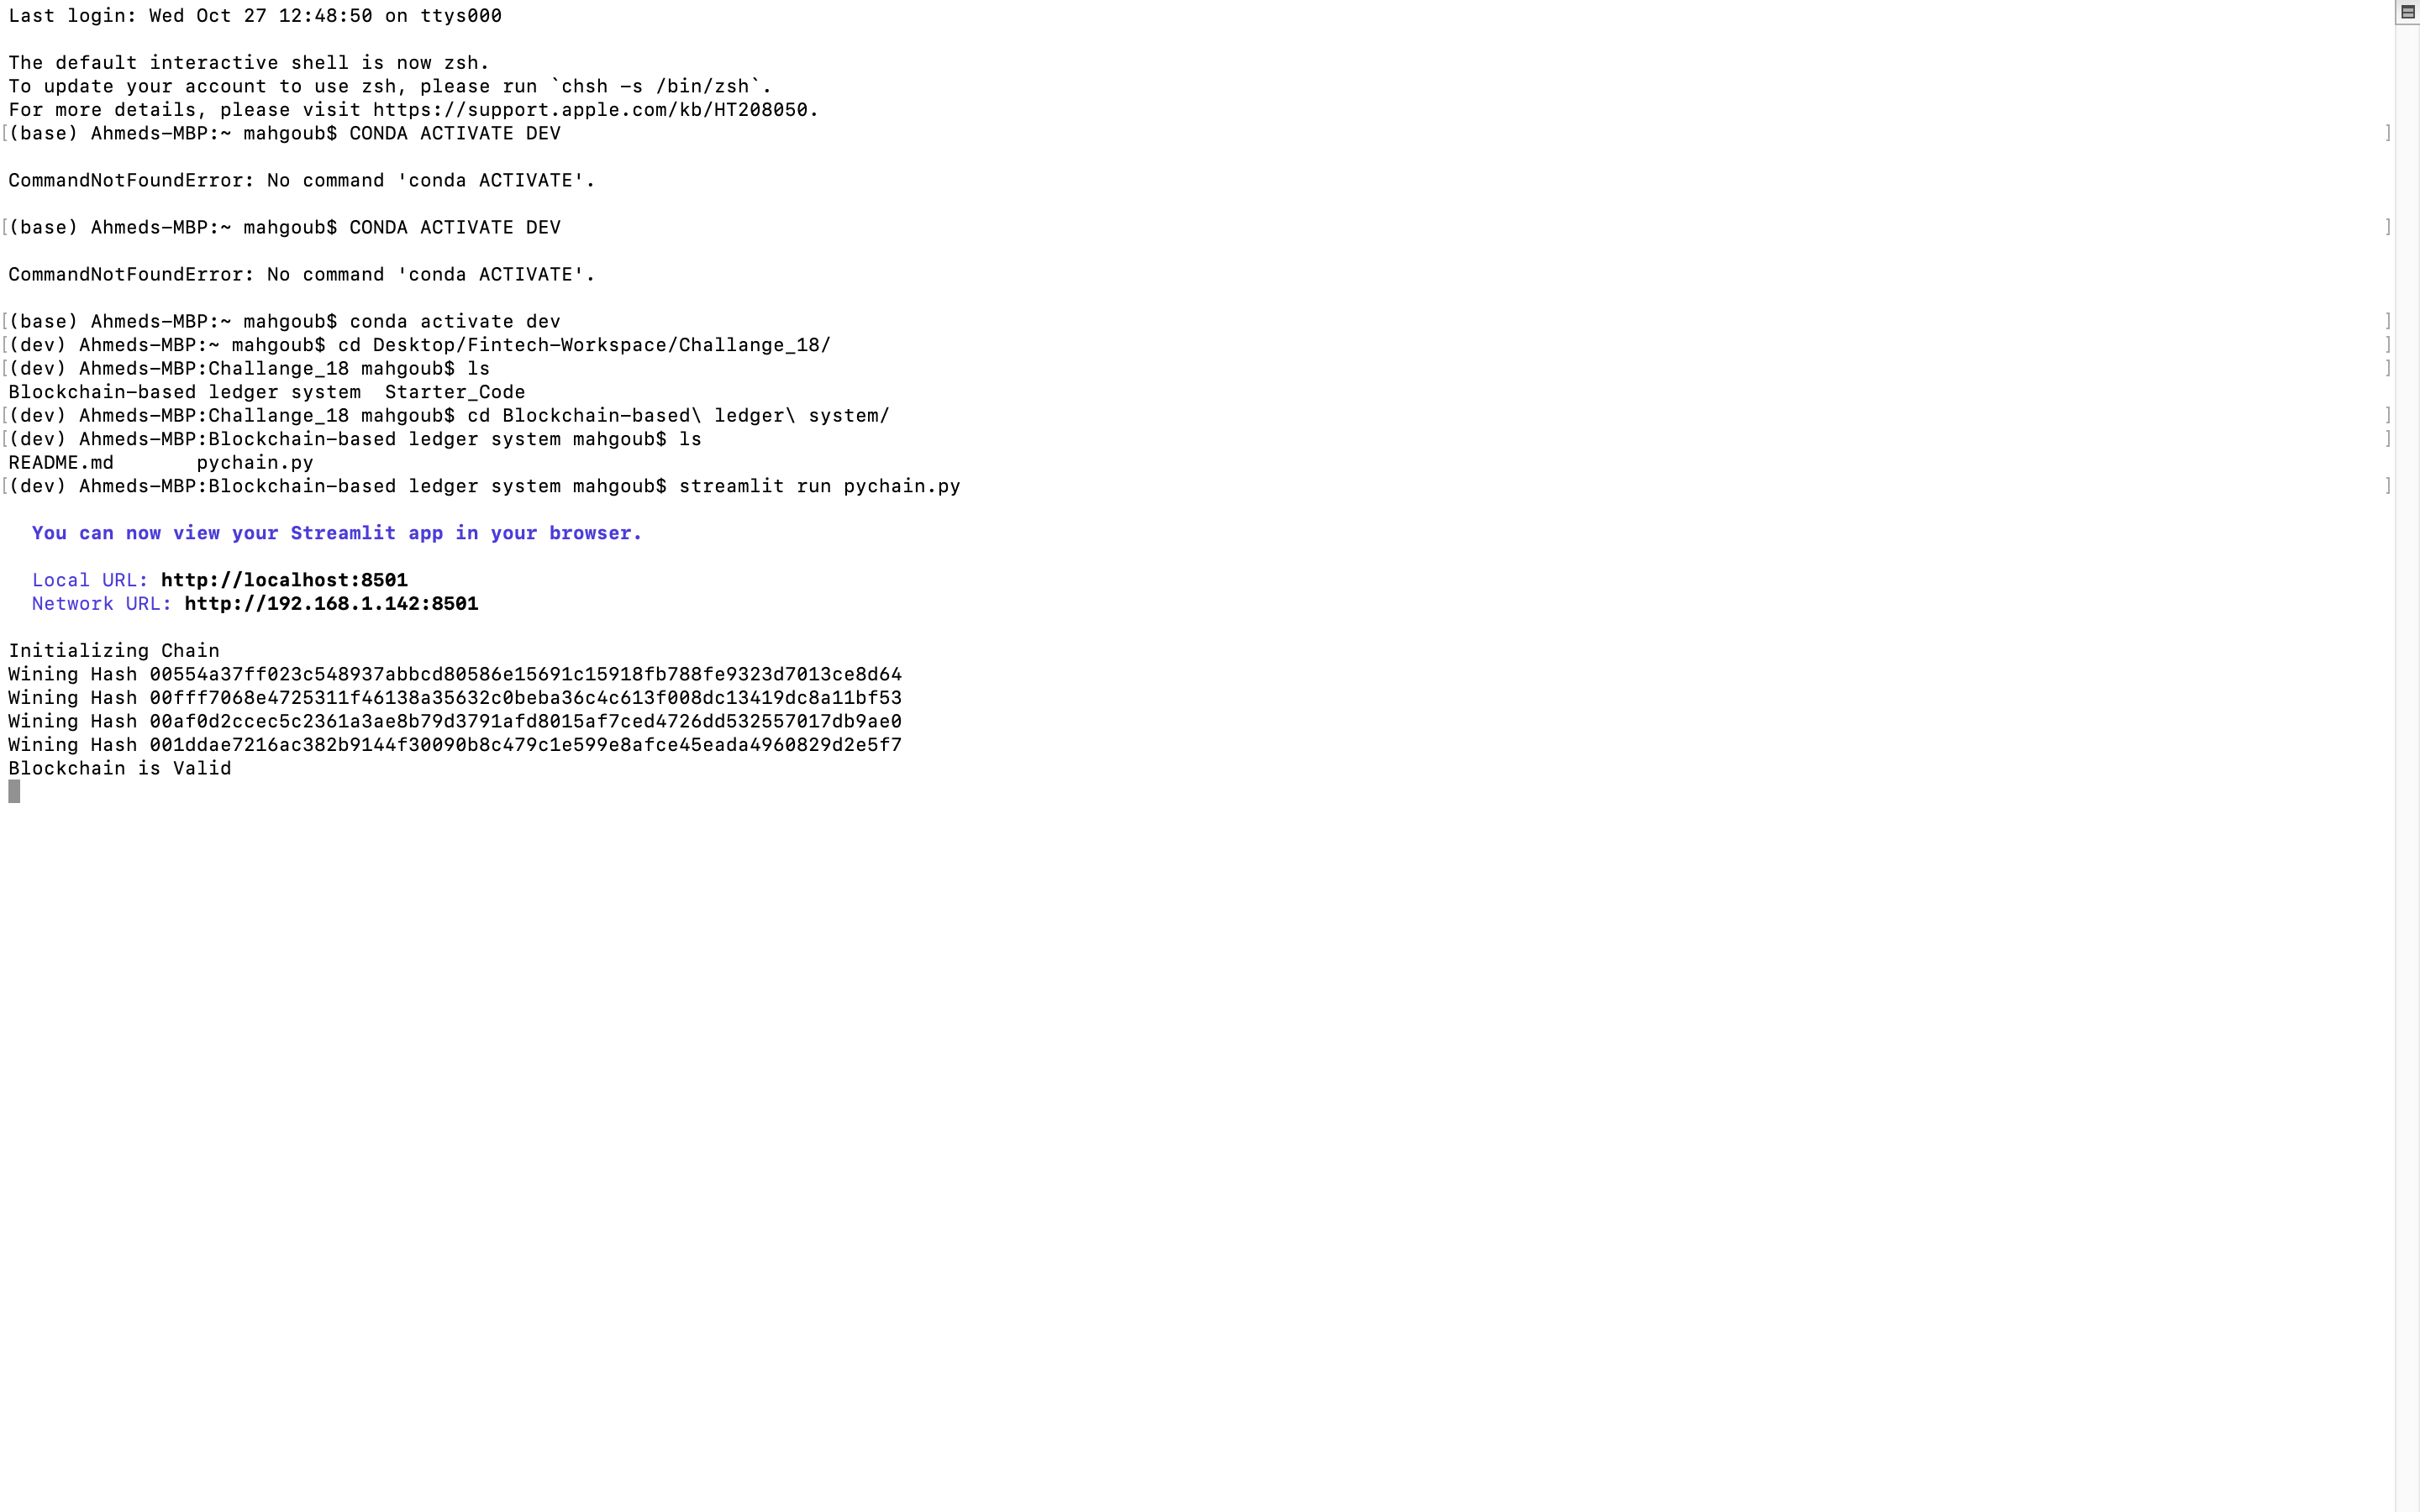 Last login: Wed Oct 27 12:48:50 on ttys000
The default interactive shell is now zsh.
To update your account to use zsh, please run `chsh -s /bin/zsh`.
For more details, please visit https://support.apple.com/kb/HT208050.
[(base) Ahmeds-MBP:~ mahgoub$ CONDA ACTIVATE DEV ]
CommandNotFoundError: No command 'conda ACTIVATE'.
[(base) Ahmeds-MBP:~ mahgoub$ CONDA ACTIVATE DEV ]
CommandNotFoundError: No command 'conda ACTIVATE'.
[(base) Ahmeds-MBP:~ mahgoub$ conda activate dev ]
[(dev) Ahmeds-MBP:~ mahgoub$ cd Desktop/Fintech-Workspace/Challange_18/ ]
[(dev) Ahmeds-MBP:Challange_18 mahgoub$ ls ]
Blockchain-based ledger system  Starter_Code
[(dev) Ahmeds-MBP:Challange_18 mahgoub$ cd Blockchain-based\ ledger\ system/ ]
[(dev) Ahmeds-MBP:Blockchain-based ledger system mahgoub$ ls ]
README.md       pychain.py
[(dev) Ahmeds-MBP:Blockchain-based ledger system mahgoub$ streamlit run pychain.py ]
You can now view your Streamlit app in your browser.
Local URL: http://localhost:8501
Network URL: http://192.168.1.142:8501
Initializing Chain
Wining Hash 00554a37ff023c548937abbcd80586e15691c15918fb788fe9323d7013ce8d64
Wining Hash 00fff7068e4725311f46138a35632c0beba36c4c613f008dc13419dc8a11bf53
Wining Hash 00af0d2ccec5c2361a3ae8b79d3791afd8015af7ced4726dd532557017db9ae0
Wining Hash 001ddae7216ac382b9144f30090b8c479c1e599e8afce45eada4960829d2e5f7
Blockchain is Valid